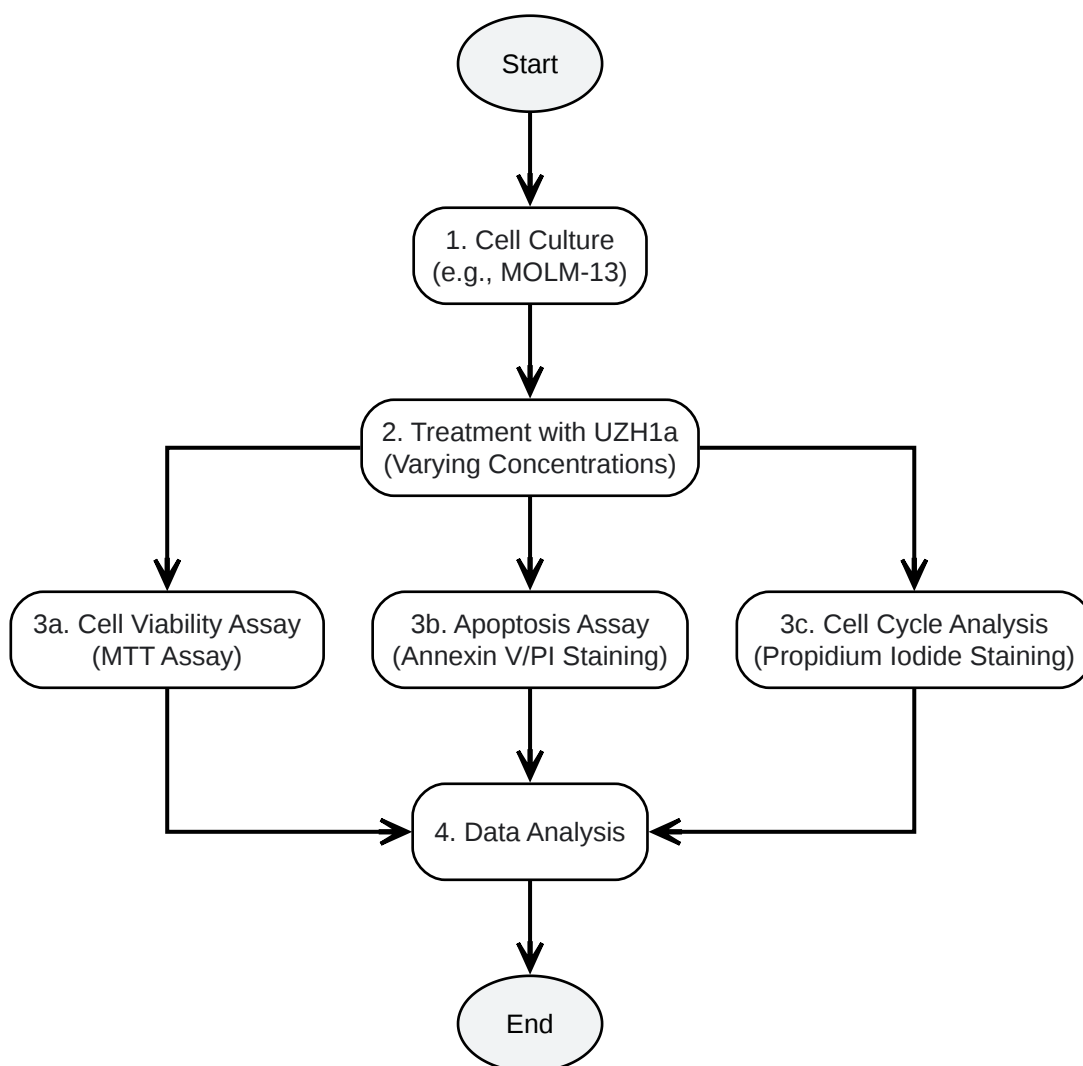 Start
1. Cell Culture
(e.g., MOLM-13)
2. Treatment with UZH1a
(Varying Concentrations)
3a. Cell Viability Assay
(MTT Assay)
3b. Apoptosis Assay
(Annexin V/PI Staining)
3c. Cell Cycle Analysis
(Propidium Iodide Staining)
4. Data Analysis
End